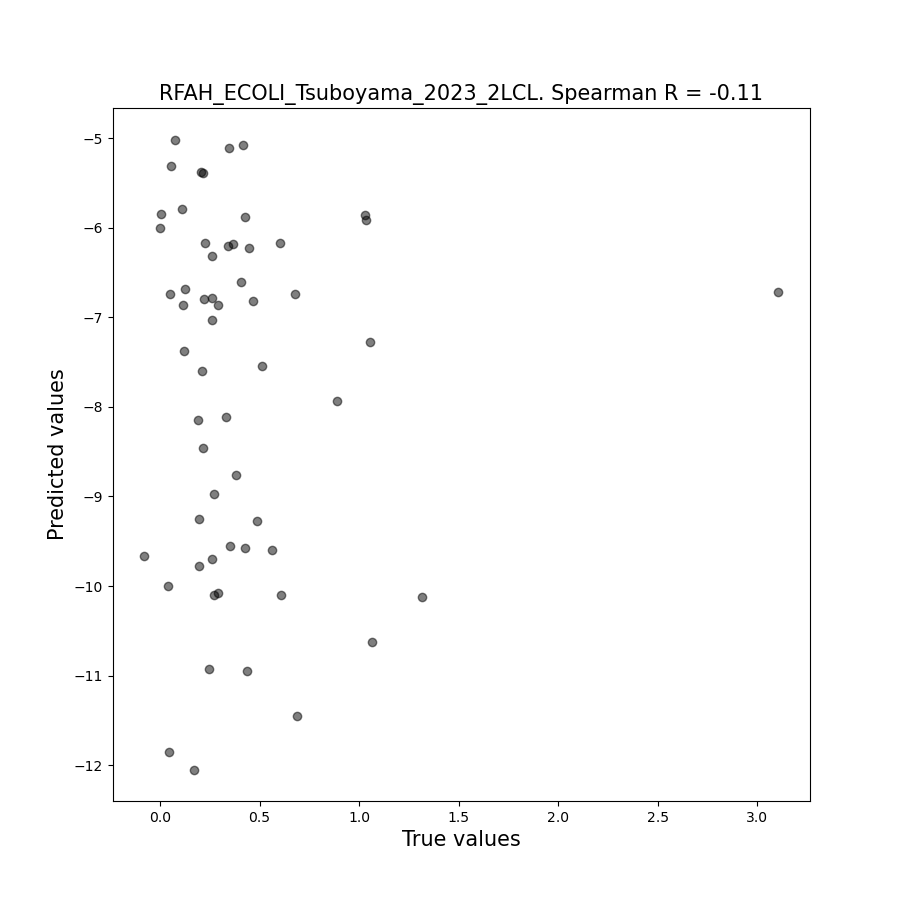 RFAH_ECOLI_Tsuboyama_2023_2LCL. Spearman R = -0.11
−5
−6
−7
−8
−9
−10
−11
−12
Predicted values
0.0 0.5 1.0 1.5 2.0 2.5 3.0
True values